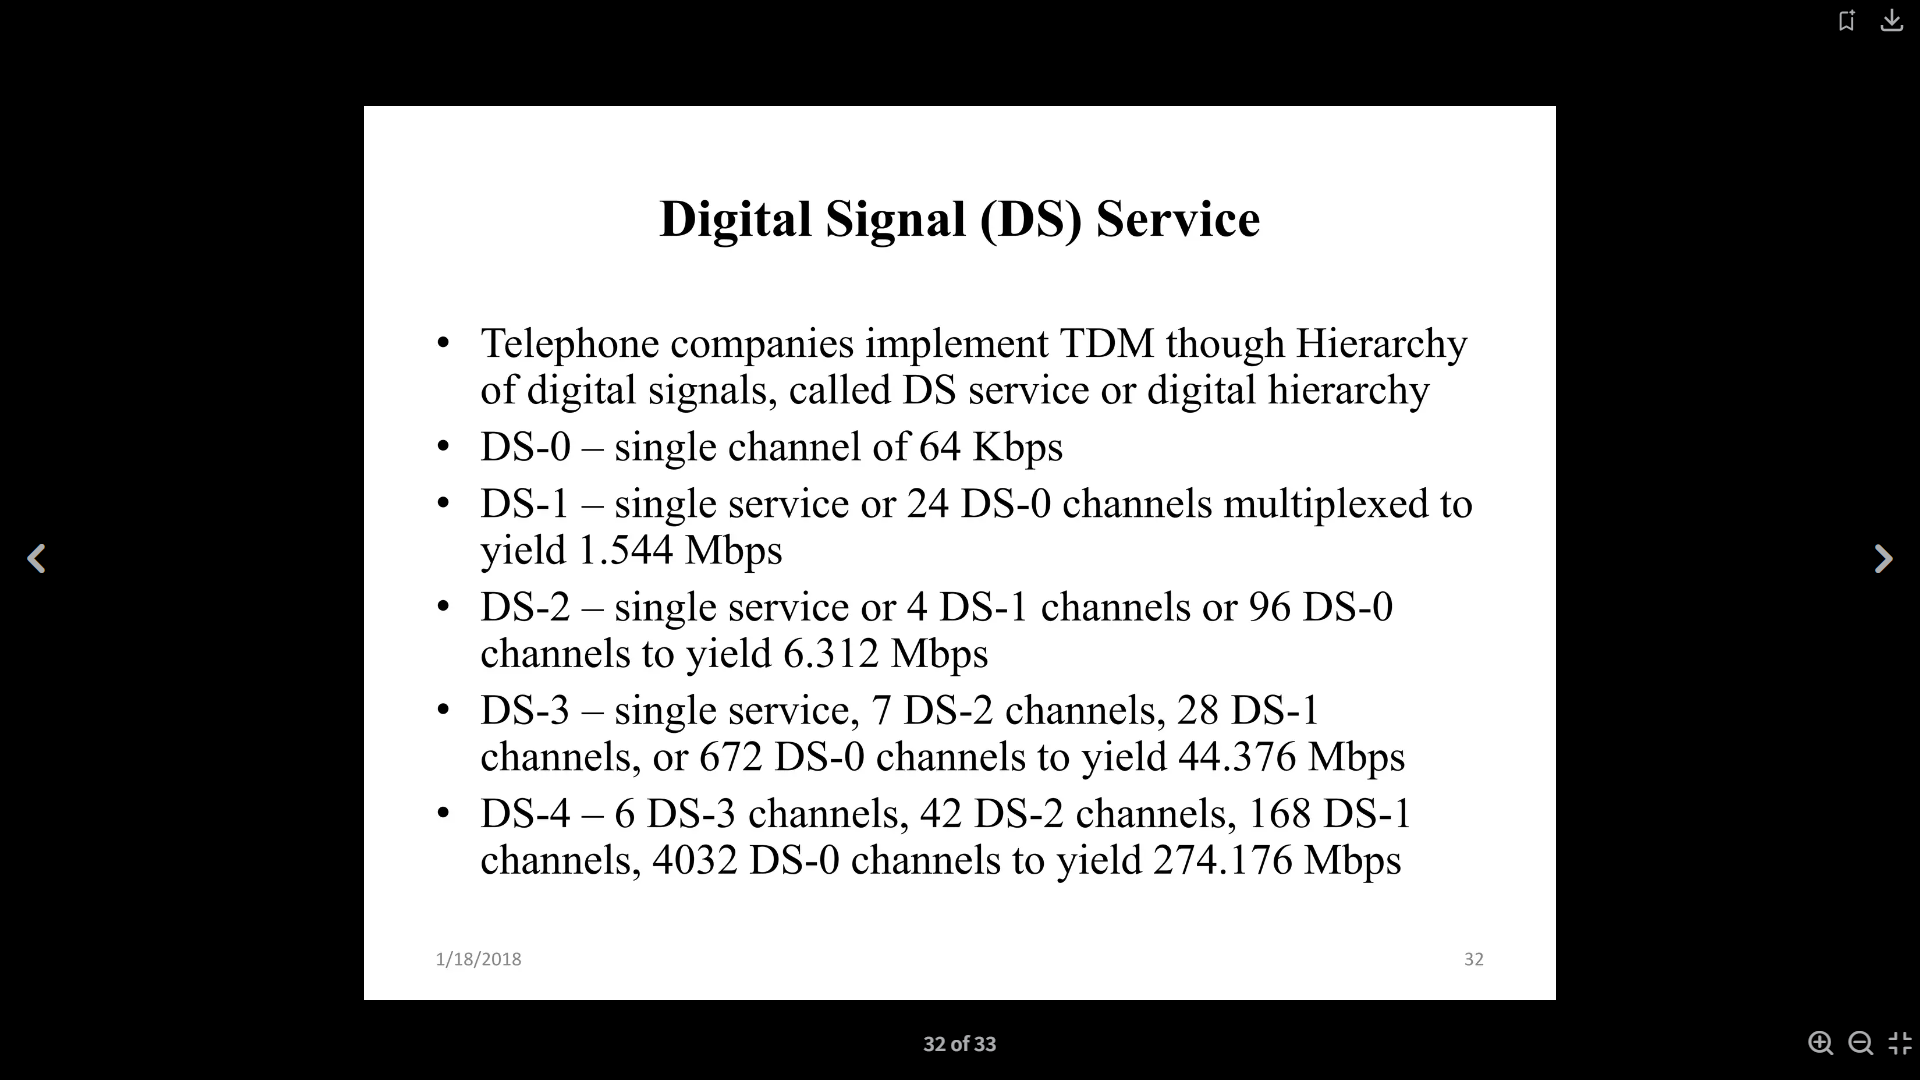 Digital Signal (DS) Service
• Telephone companies implement TDM though Hierarchy
of digital signals, called DS service or digital hierarchy
• DS-0 – single channel of 64 Kbps
• DS-1 – single service or 24 DS-0 channels multiplexed to
yield 1.544 Mbps
• DS-2 – single service or 4 DS-1 channels or 96 DS-0
channels to yield 6.312 Mbps
• DS-3 – single service, 7 DS-2 channels, 28 DS-1
channels, or 672 DS-0 channels to yield 44.376 Mbps
• DS-4 – 6 DS-3 channels, 42 DS-2 channels, 168 DS-1
channels, 4032 DS-0 channels to yield 274.176 Mbps
1/18/2018 32
32 of 33